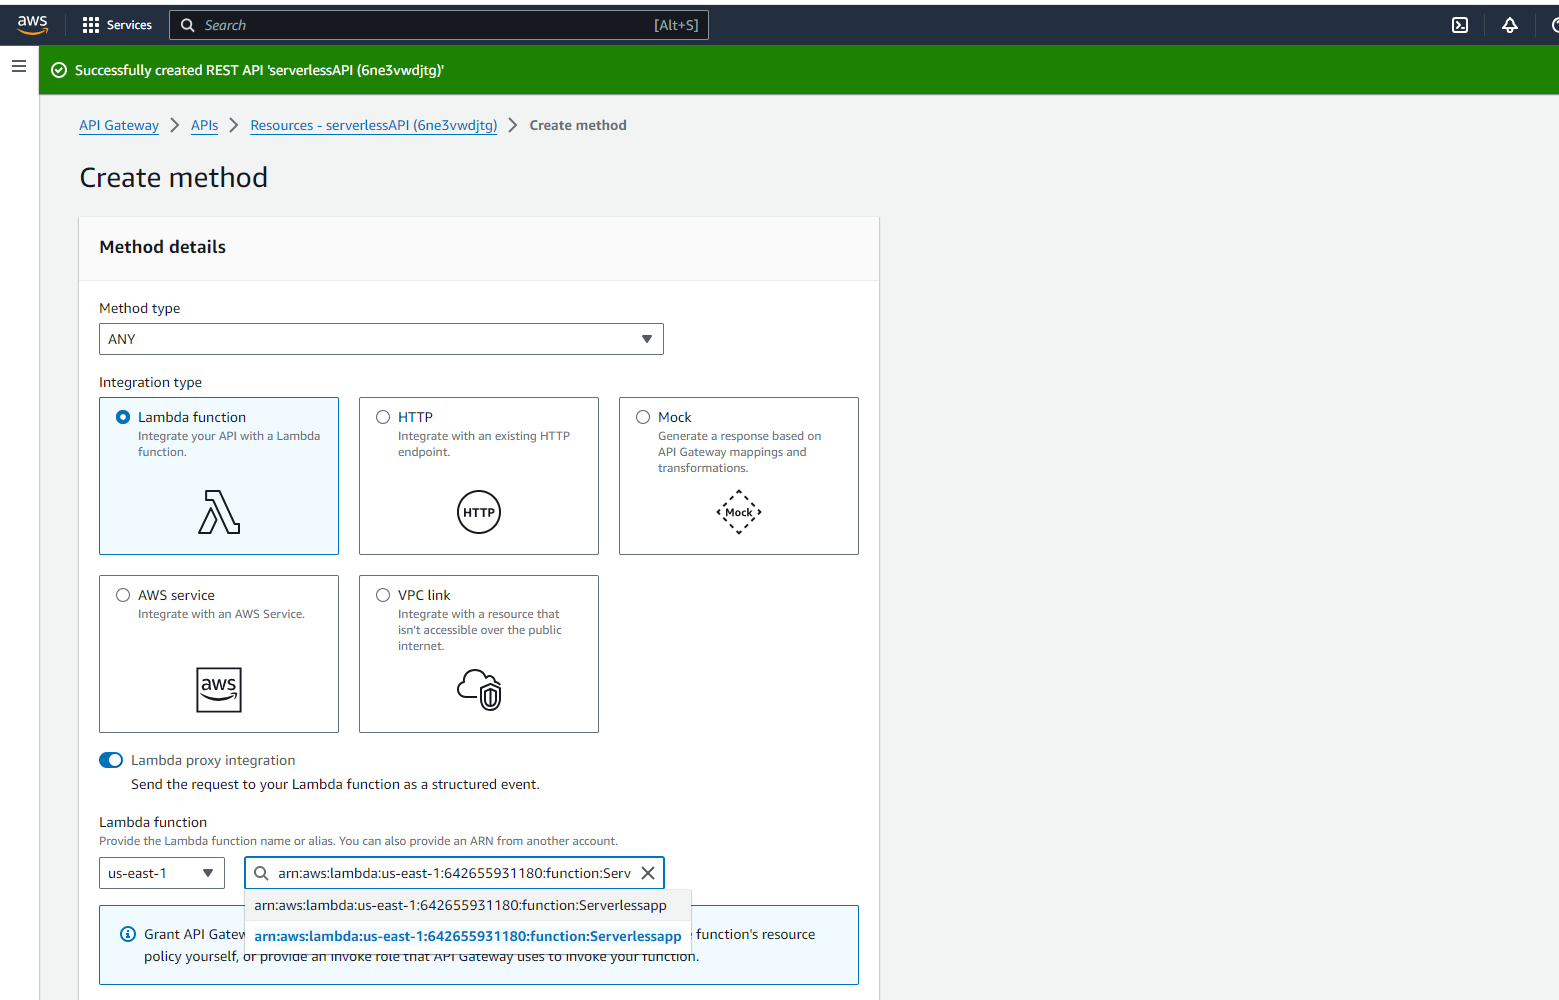 aws
Services
Search
[Alt+S]
Successfully created REST API 'serverlessAPI (6ne3vwdjtg)'
API Gateway
APIs
Resources - serverlessAPI (6ne3vwdjtg)
Create method
Create method
Method details
Method type
ANY
Integration type
Lambda function
Integrate your API with a Lambda
function.
HTTP
Integrate with an existing HTTP
endpoint.
HTTP
Mock
Generate a response based on
API Gateway mappings and
transformations.
Mock
AWS service
Integrate with an AWS Service.
aws
VPC link
Integrate with a resource that
isn't accessible over the public
internet.
Lambda proxy integration
Send the request to your Lambda function as a structured event.
Lambda function
Provide the Lambda function name or alias. You can also provide an ARN from another account.
us-east-1
arn:aws:lambda:us-east-1:642655931180:function:Serv
arn:aws:lambda:us-east-1:642655931180:function:Serverlessapp
arn:aws:lambda:us-east-1:642655931180:function:Serverlessapp
Grant API Gatew
function's resource
policy yourself, or provide an invoke role that API Gateway uses to invoke your function.